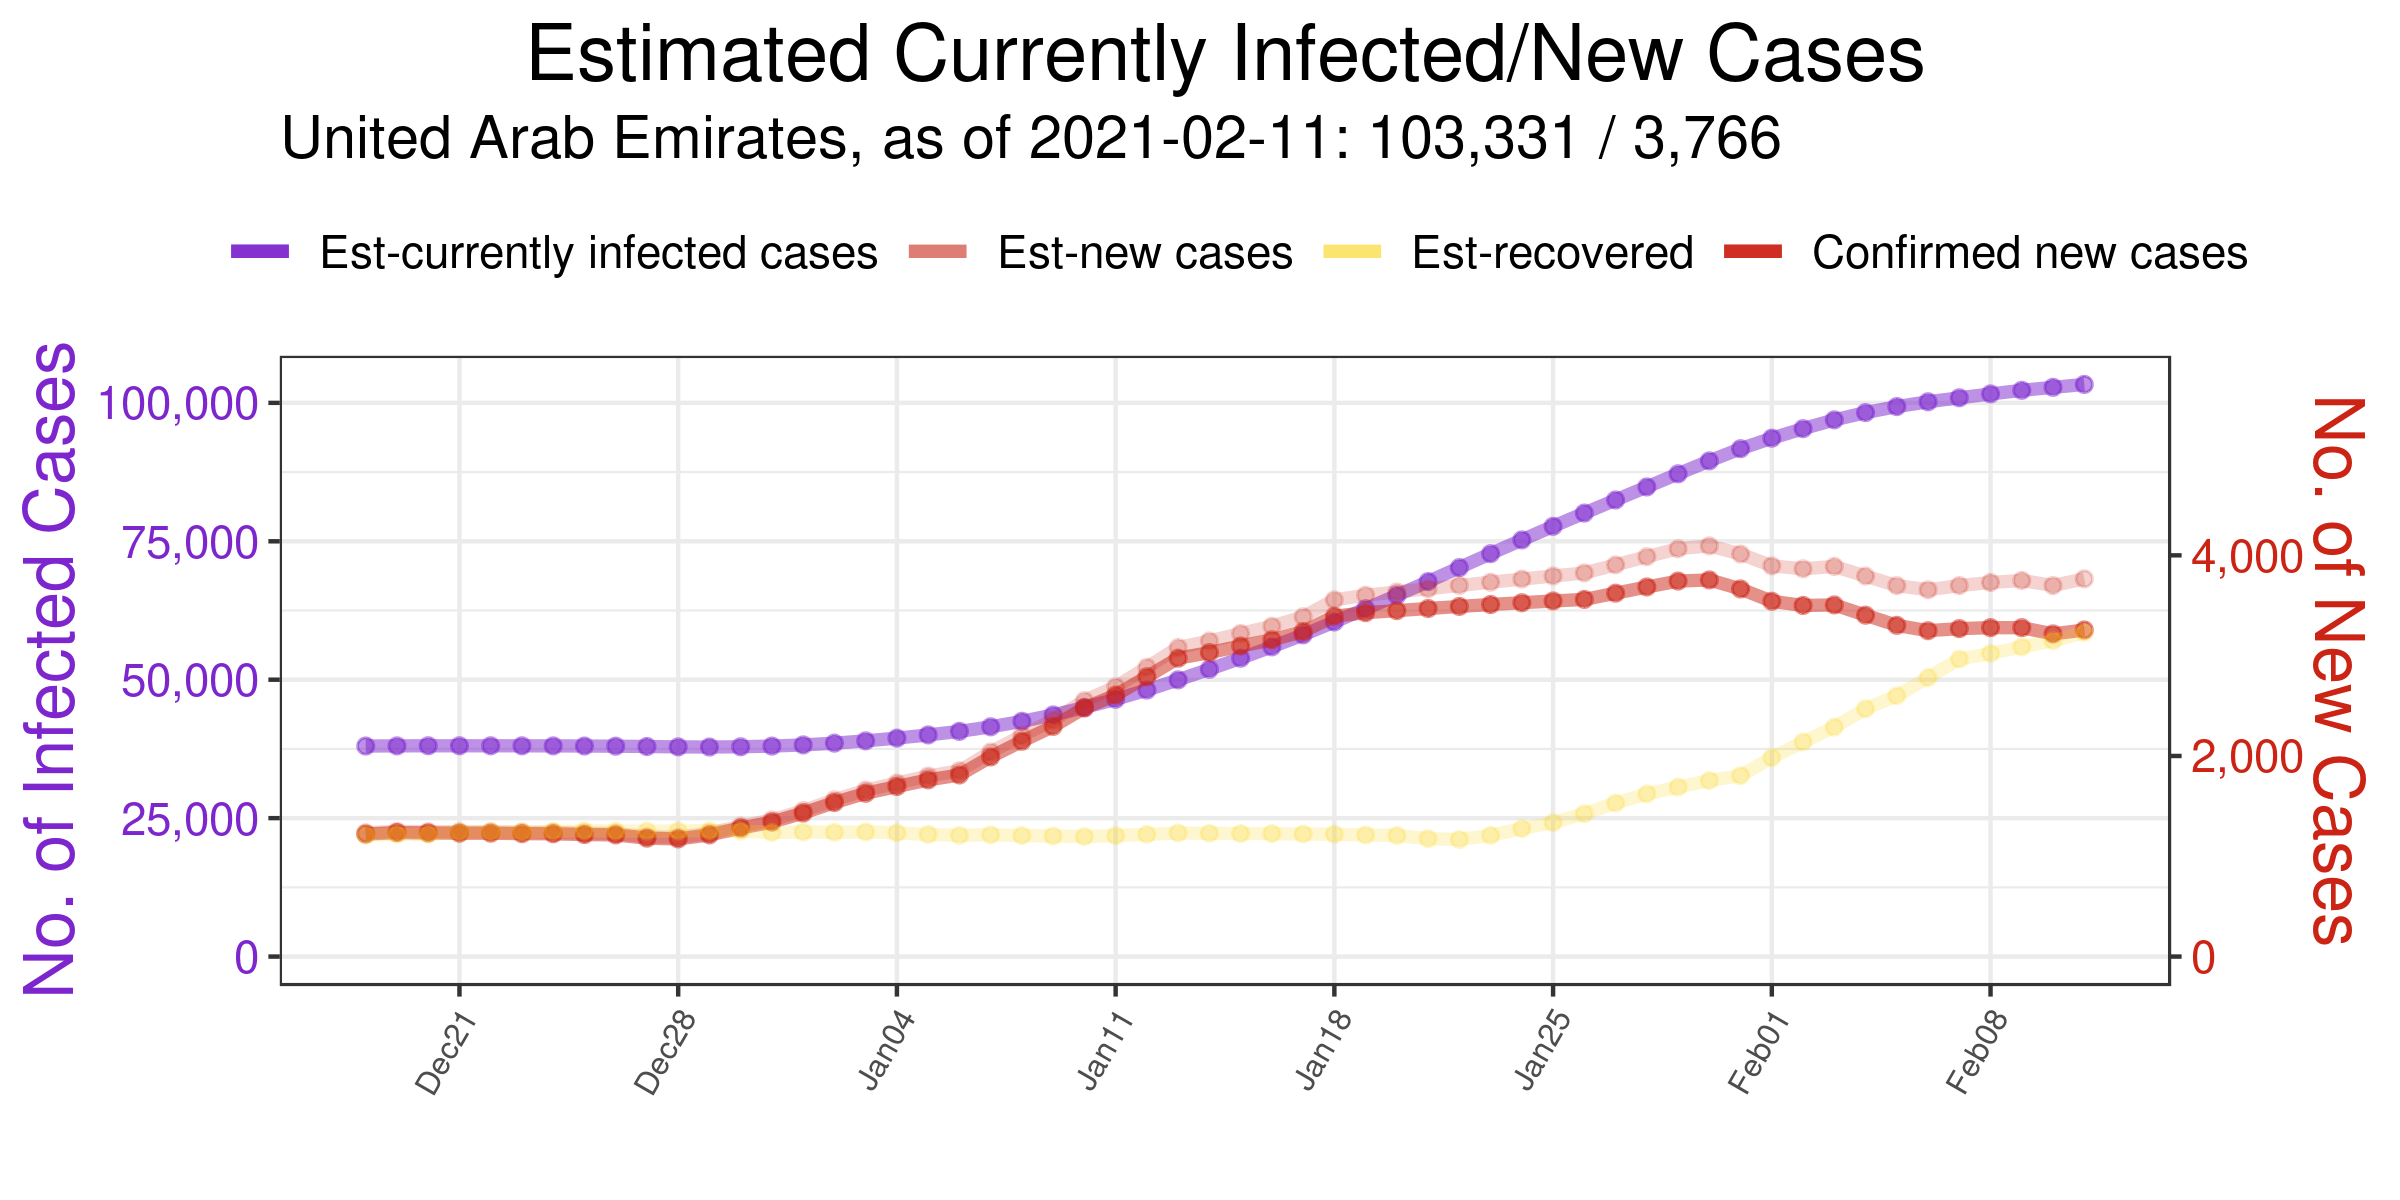 Estimated Currently Infected/New Cases
United Arab Emirates, as of 2021-02-11: 103,331 / 3,766
Est-currently infected cases Est-new cases Est-recovered Confirmed new cases
No. of Infected Cases
100,000
75,000
50,000
25,000
0
4,000
2,000
0
No. of New Cases
Dec21 Dec28 Jan04 Jan11 Jan18 Jan25 Feb01 Feb08